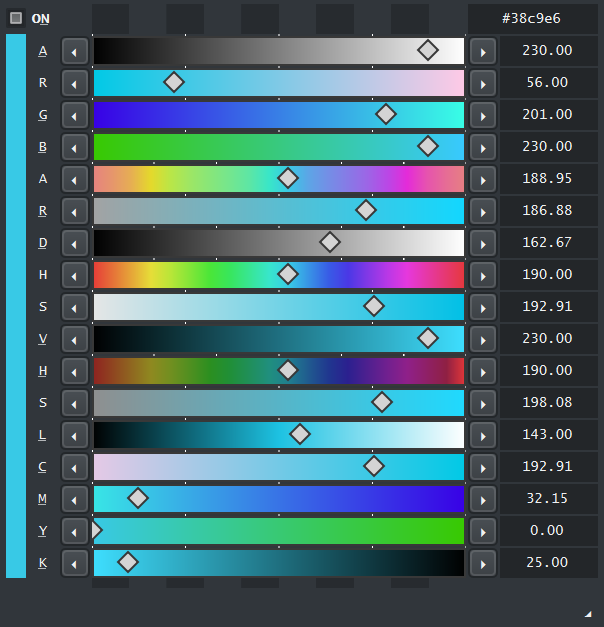 ON #38c9e6
A 230.00
R 56.00
G 201.00
B 230.00
A 188.95
R 186.88
D 162.67
H 190.00
S 192.91
V 230.00
H 190.00
S 198.08
L 143.00
C 192.91
M 32.15
Y 0.00
K 25.00